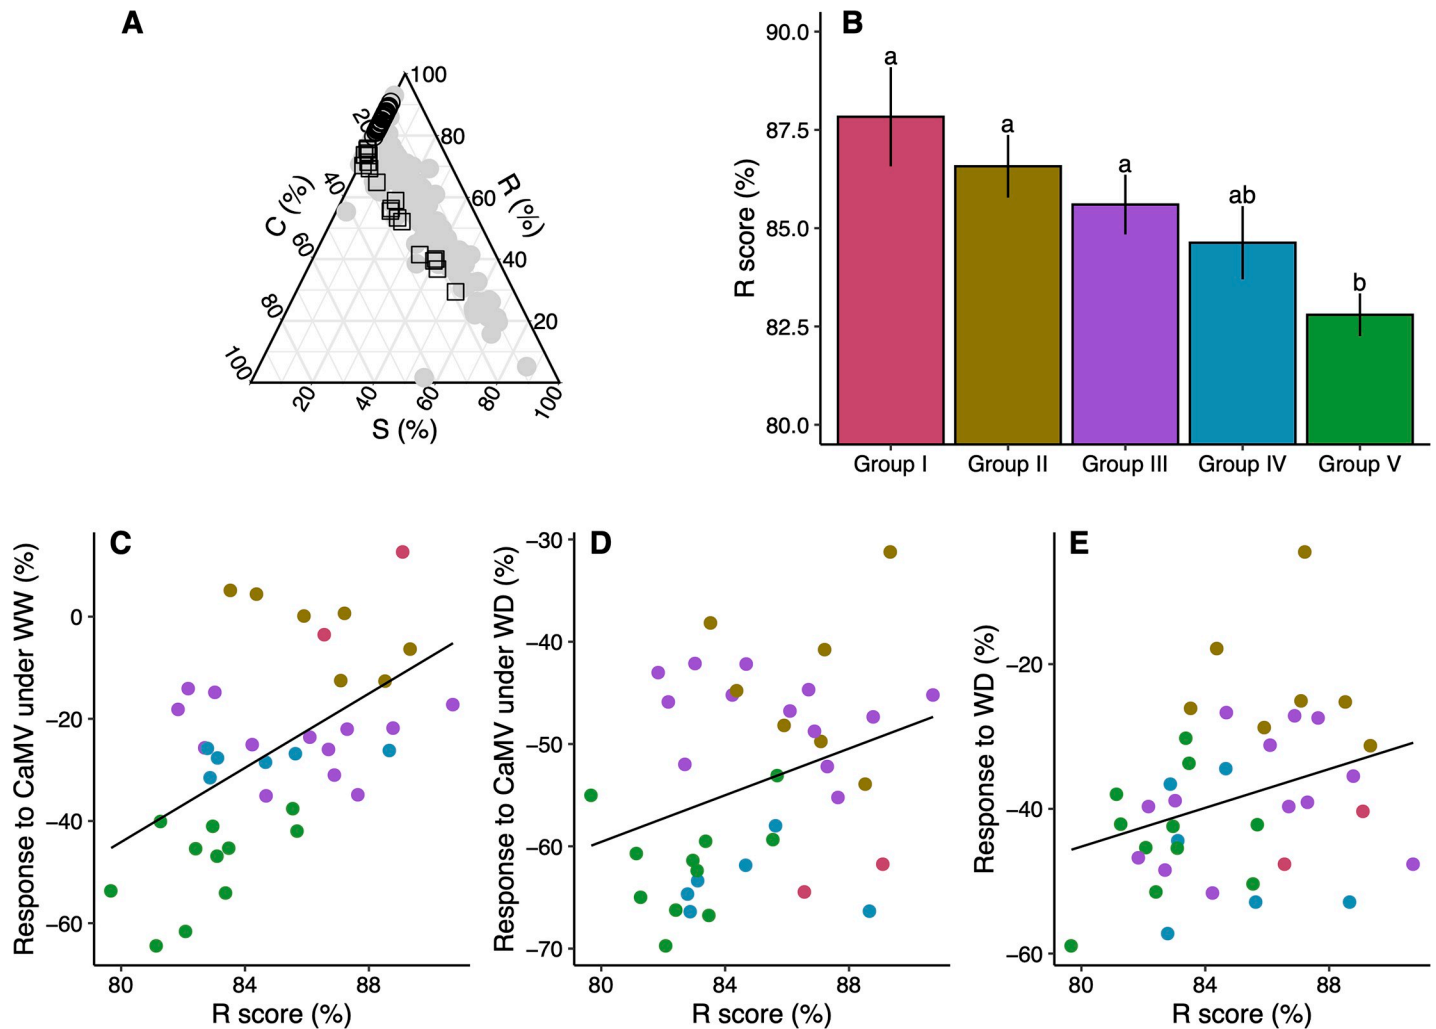 A
100
20
80
40
R (%)
C (%)
60
60
40
80
20
100
20
40
60
80
100
S (%)
B
90.0
87.5
85.0
82.5
80.0
R score (%)
a
a
a
ab
b
Group I
Group II
Group III
Group IV
Group V
C
Response to CaMV under WW (%)
0
−20
−40
−60
80
84
88
R score (%)
D
Response to CaMV under WD (%)
−30
−40
−50
−60
−70
80
84
88
R score (%)
E
Response to WD (%)
−20
−40
−60
80
84
88
R score (%)